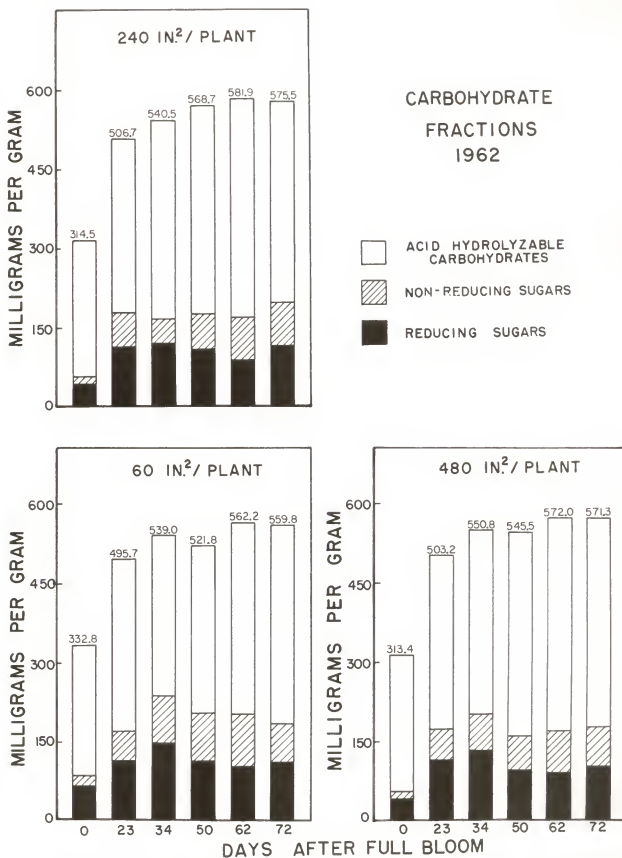 240 IN.²/ PLANT
MILLIGRAMS PER GRAM
600
450
300
150
0
314.5
506.7
540.5
568.7
581.9
575.5
CARBOHYDRATE
FRACTIONS
1962
ACID HYDROLYZABLE
CARBOHYDRATES
NON-REDUCING SUGARS
REDUCING SUGARS
60 IN.²/ PLANT
MILLIGRAMS PER GRAM
600
450
300
150
0
332.8
495.7
539.0
521.8
562.2
559.8
0 23 34 50 62 72
480 IN.²/ PLANT
MILLIGRAMS PER GRAM
600
450
300
150
0
313.4
503.2
550.8
545.5
572.0
571.3
0 23 34 50 62 72
DAYS AFTER FULL BLOOM